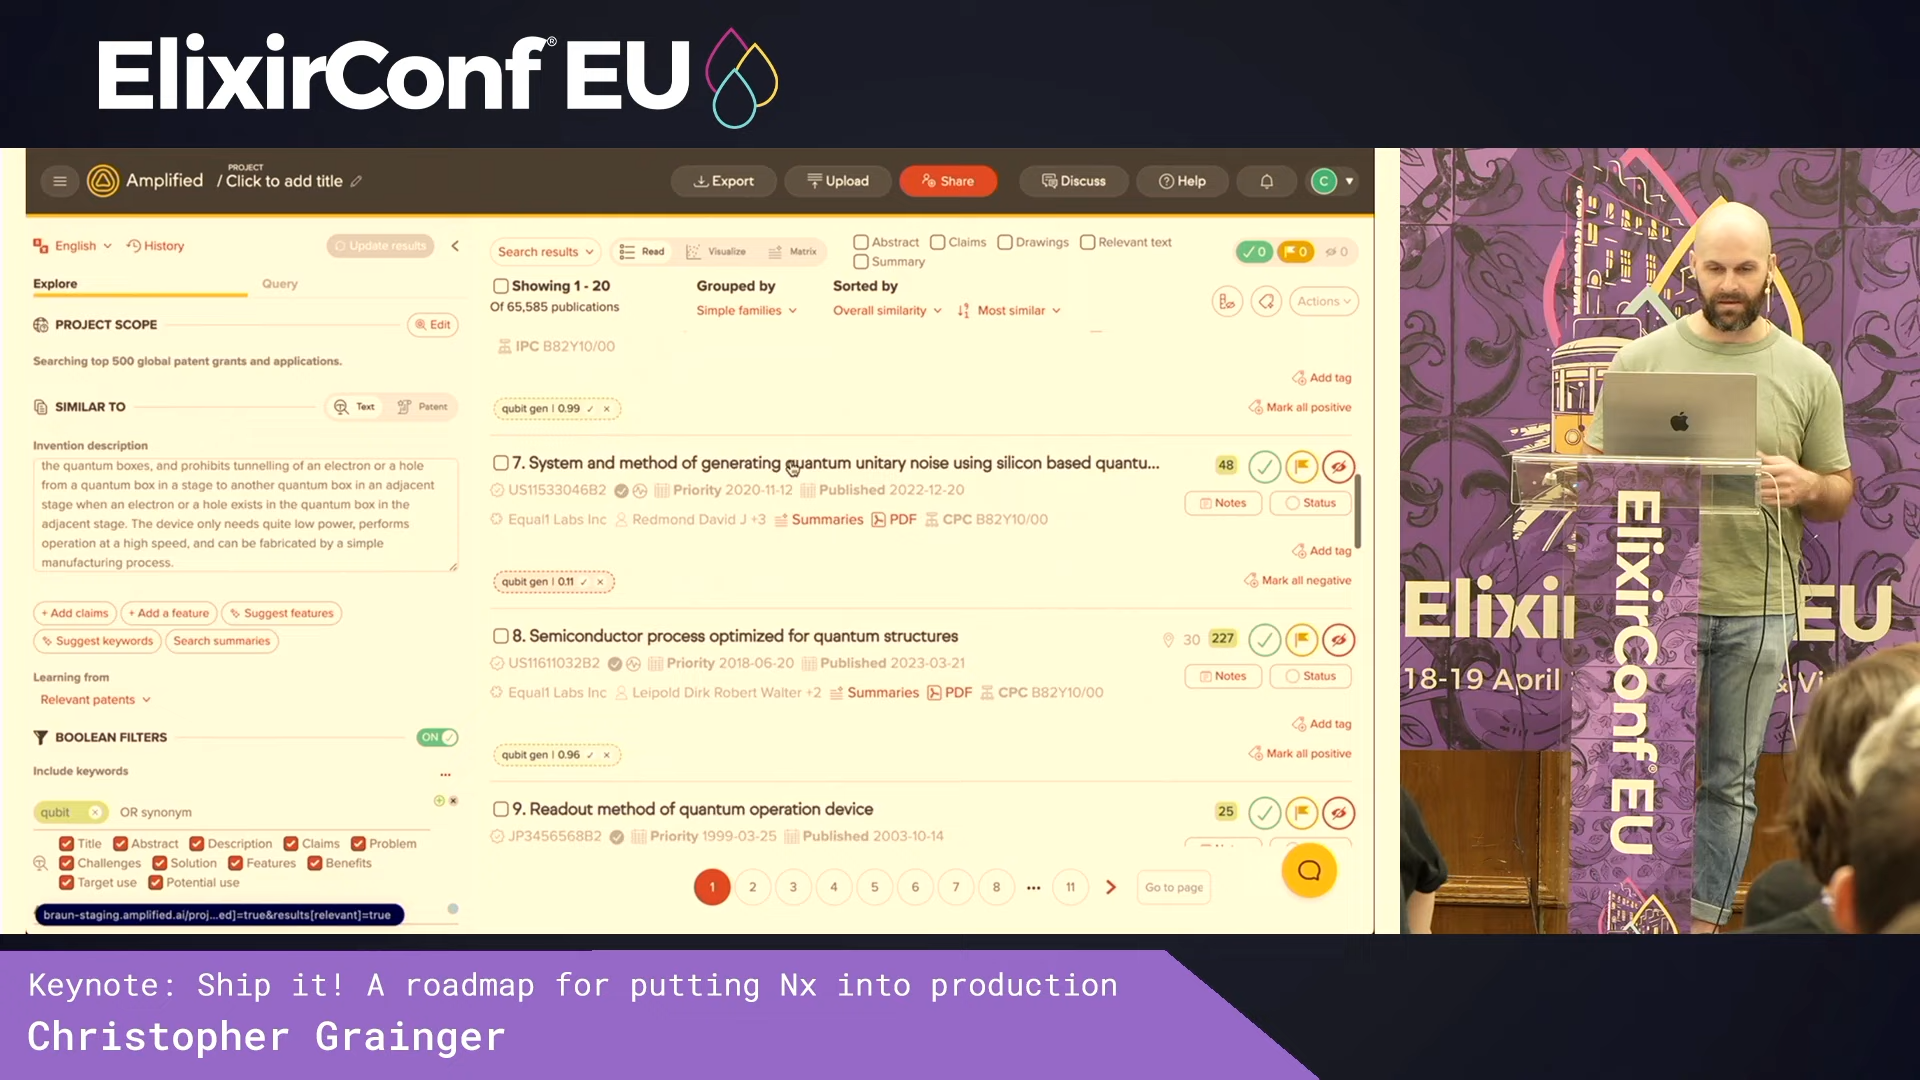 ElixirConf® EU
Amplified
PROJECT
/ Click to add title
Export
Upload
Share
Discuss
Help
C
English
History
Update results
Explore
Query
PROJECT SCOPE
Edit
Searching top 500 global patent grants and applications.
SIMILAR TO
Text
Patent
Invention description
the quantum boxes, and prohibits tunnelling of an electron or a hole
from a quantum box in a stage to another quantum box in an adjacent
stage when an electron or a hole exists in the quantum box in the
adjacent stage. The device only needs quite low power, performs
operation at a high speed, and can be fabricated by a simple
manufacturing process.
+ Add claims
+ Add a feature
Suggest features
Suggest keywords
Search summaries
Learning from
Relevant patents
BOOLEAN FILTERS
ON
Include keywords
...
qubit × OR synonym
Title Abstract Description Claims Problem
Challenges Solution Features Benefits
Target use Potential use
braun-staging.amplified.ai/proj...ed]=true&results[relevant]=true
Search results
Read
Visualize
Matrix
Abstract Claims Drawings Relevant text
Summary
0
0
0
Showing 1 - 20
Of 65,585 publications
Grouped by
Simple families
Sorted by
Overall similarity
Most similar
Actions
IPC B82Y10/00
Add tag
qubit gen | 0.99 ✓ ×
Mark all positive
7. System and method of generating quantum unitary noise using silicon based quantu...
48
US11533046B2 Priority 2020-11-12 Published 2022-12-20
Notes
Status
Equal1 Labs Inc Redmond David J +3 Summaries PDF CPC B82Y10/00
Add tag
qubit gen | 0.11 ✓ ×
Mark all negative
8. Semiconductor process optimized for quantum structures
30 227
US11611032B2 Priority 2018-06-20 Published 2023-03-21
Notes
Status
Equal1 Labs Inc Leipold Dirk Robert Walter +2 Summaries PDF CPC B82Y10/00
Add tag
qubit gen | 0.96 ✓ ×
Mark all positive
9. Readout method of quantum operation device
25
JP3456568B2 Priority 1999-03-25 Published 2003-10-14
1 2 3 4 5 6 7 8 ... 11
Go to page
Elixi
EU
18-19 April
& Vi
ElixirConf® EU
Keynote: Ship it! A roadmap for putting Nx into production
Christopher Grainger